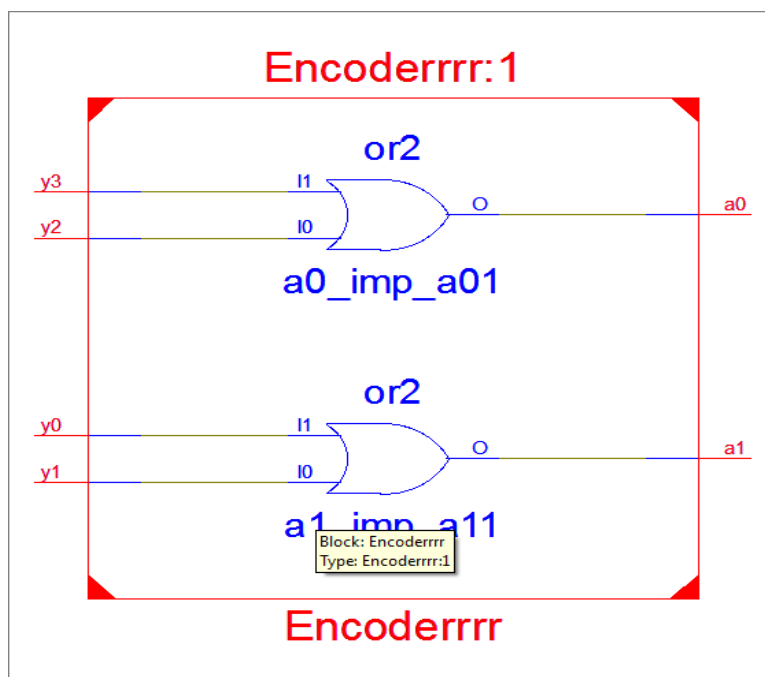 Encoderrrr:1
or2
y3 I1 O a0
y2 I0
a0_imp_a01
or2
y0 I1 O a1
y1 I0
a1_imp_a11
Block: Encoderrrr
Type: Encoderrrr:1
Encoderrrr